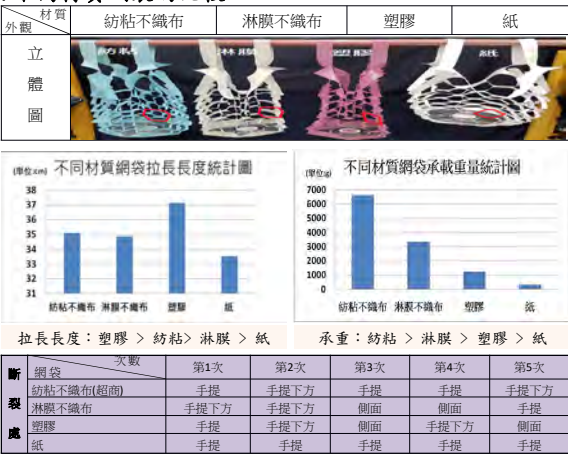 材質
外觀 紡粘不織布 淋膜不織布 塑膠 紙
立體圖
紡粘 淋膜 塑膠 紙
(單位:cm) 不同材質網袋拉長長度統計圖
38
37
36
35
34
33
32
31
紡粘不織布 淋膜不織布 塑膠 紙
(單位:g) 不同材質網袋承載重量統計圖
7000
6000
5000
4000
3000
2000
1000
0
紡粘不織布 淋膜不織布 塑膠 紙
拉長長度：塑膠 > 紡粘> 淋膜 > 紙
承重：紡粘 > 淋膜 > 塑膠 > 紙
斷裂處
次數
網袋 第1次 第2次 第3次 第4次 第5次
紡粘不織布(超商) 手提 手提下方 手提 手提 手提下方
淋膜不織布 手提下方 手提下方 側面 側面 手提
塑膠 手提 手提下方 側面 手提下方 側面
紙 手提 手提 手提 手提 手提